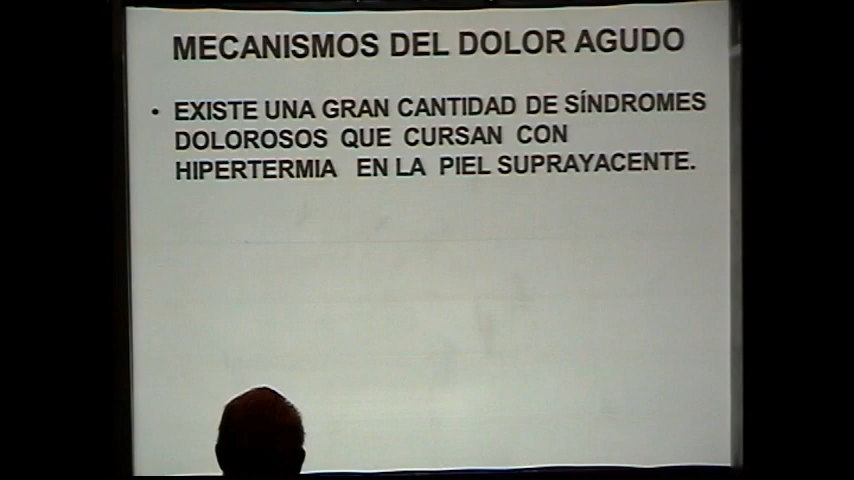 MECANISMOS DEL DOLOR AGUDO
• EXISTE UNA GRAN CANTIDAD DE SÍNDROMES
DOLOROSOS QUE CURSAN CON
HIPERTERMIA EN LA PIEL SUPRAYACENTE.